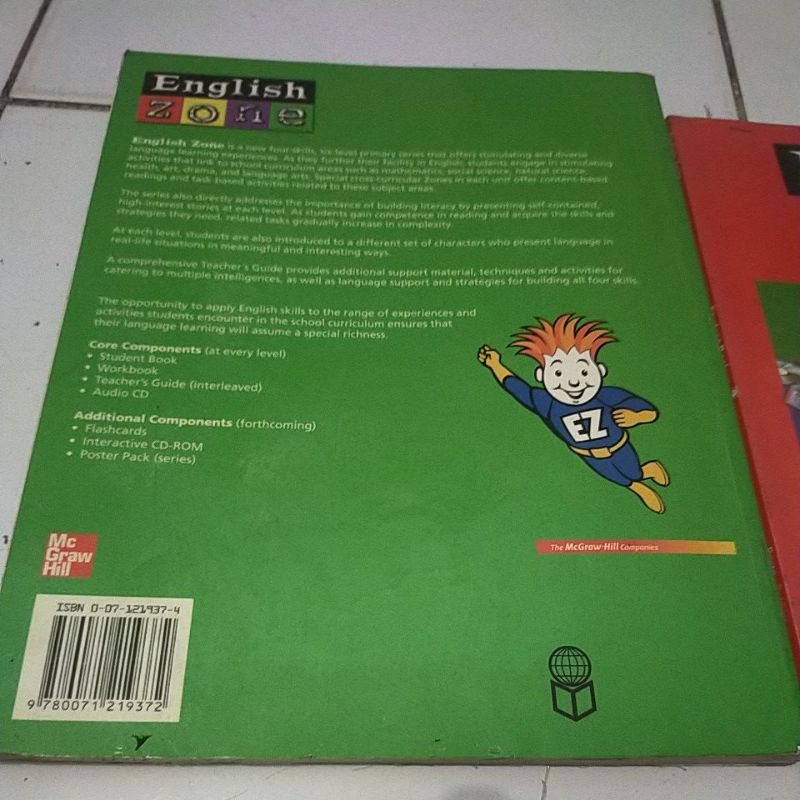 English
zone
English Zone is a new four-skills, six-level primary series that offers stimulating and diverse
language learning experiences. As they further their facility in English, students engage in stimulating
activities that link to school curriculum areas such as mathematics, social science, natural science,
health, art, drama, and language arts. Special cross-curricular Zones in each unit offer content-based
readings and task-based activities related to these subject areas.
The series also directly addresses the importance of building literacy by presenting self-contained,
high-interest stories at each level. As students gain competence in reading and acquire the skills and
strategies they need, related tasks gradually increase in complexity.
At each level, students are also introduced to a different set of characters who present language in
real-life situations in meaningful and interesting ways.
A comprehensive Teacher's Guide provides additional support material, techniques and activities for
catering to multiple intelligences, as well as language support and strategies for building all four skills.
The opportunity to apply English skills to the range of experiences and
activities students encounter in the school curriculum ensures that
their language learning will assume a special richness.
Core Components (at every level)
• Student Book
• Workbook
• Teacher's Guide (interleaved)
• Audio CD
Additional Components (forthcoming)
• Flashcards
• Interactive CD-ROM
• Poster Pack (series)
EZ
Mc
Graw
Hill
The McGraw-Hill Companies
ISBN 0-07-121937-4
9 780071 219372